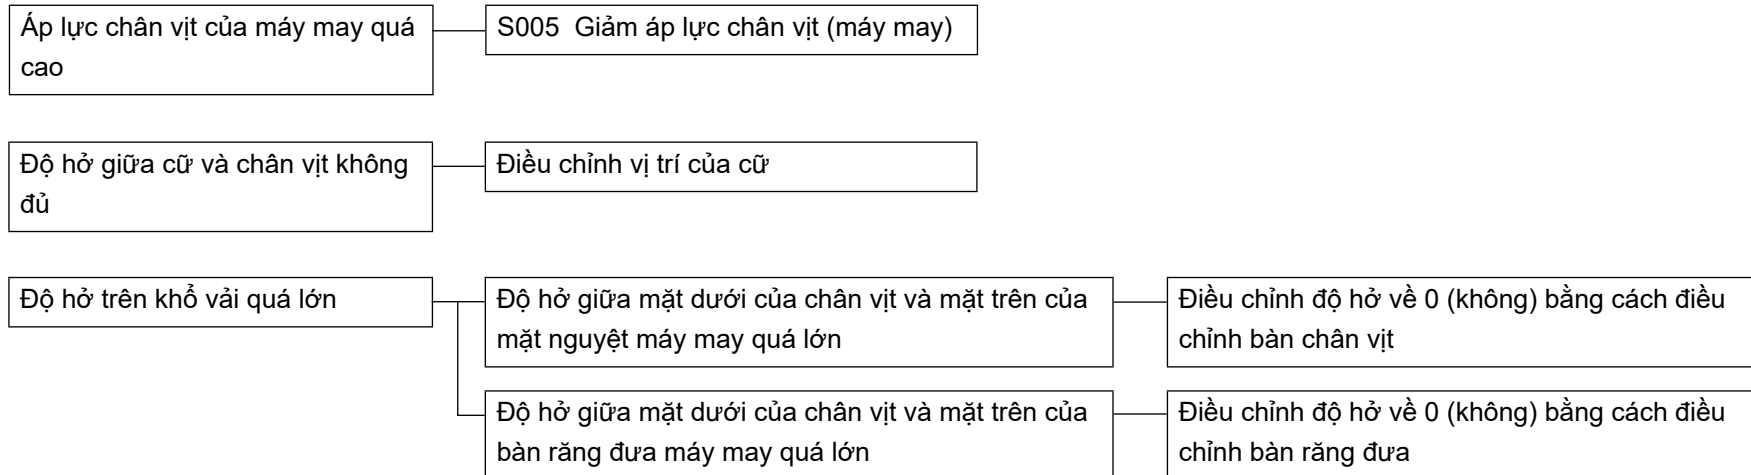 Áp lực chân vịt của máy may quá
cao
S005 Giảm áp lực chân vịt (máy may)
Độ hở giữa cữ và chân vịt không
đủ
Điều chỉnh vị trí của cữ
Độ hở trên khổ vải quá lớn
Độ hở giữa mặt dưới của chân vịt và mặt trên của
mặt nguyệt máy may quá lớn
Điều chỉnh độ hở về 0 (không) bằng cách điều
chỉnh bàn chân vịt
Độ hở giữa mặt dưới của chân vịt và mặt trên của
bàn răng đưa máy may quá lớn
Điều chỉnh độ hở về 0 (không) bằng cách điều
chỉnh bàn răng đưa